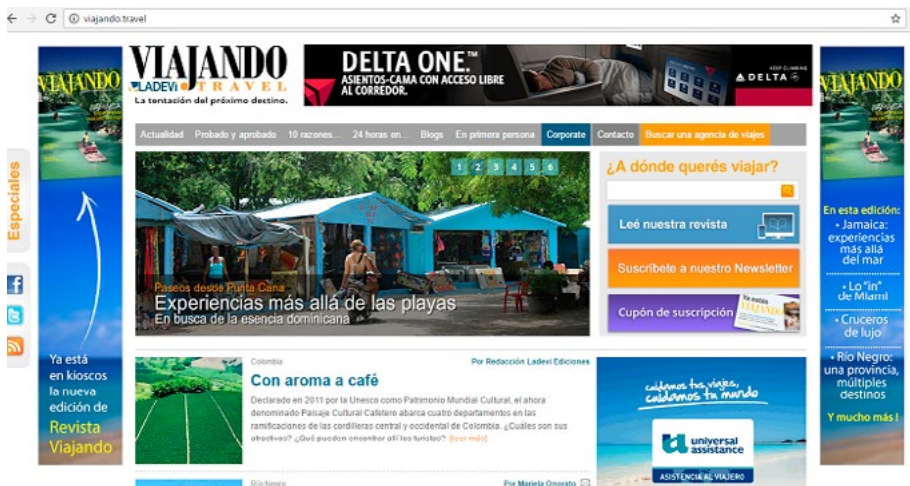 viajando.travel
VIAJANDO
LADEVI TRAVEL
La tentación del próximo destino.
DELTA ONE.™
ASIENTOS-CAMA CON ACCESO LIBRE
AL CORREDOR.
KEEP CLIMBING
DELTA
Actualidad Probado y aprobado 10 razones... 24 horas en... Blogs En primera persona Corporate Contacto Buscar una agencia de viajes
Especiales
VIAJANDO
Ya está
en kioscos
la nueva
edición de
Revista
Viajando
1 2 3 4 5 6
Paseos desde Punta Cana
Experiencias más allá de las playas
En busca de la esencia dominicana
¿A dónde querés viajar?
Leé nuestra revista
Suscribete a nuestro Newsletter
Cupón de suscripción
Ya están
VIAJANDO
VIAJANDO
En esta edición:
• Jamaica:
experiencias
más allá
del mar
• Lo "in"
de Miami
• Cruceros
de lujo
• Río Negro:
una provincia,
múltiples
destinos
Y mucho más !
Colombia
Por Redacción Ladevi Ediciones
Con aroma a café
Declarado en 2011 por la Unesco como Patrimonio Mundial Cultural, el ahora
denominado Paisaje Cultural Cafetero abarca cuatro departamentos en las
ramificaciones de las cordilleras central y occidental de Colombia. ¿Cuáles son sus
atractivos? ¿Qué pueden encontrar allí los turistas? [leer más]
cuidamos tus viajes,
cuidamos tu mundo
universal
assistance
ASISTENCIA AL VIAJERO
Río Negro
Por Mariela Onorato